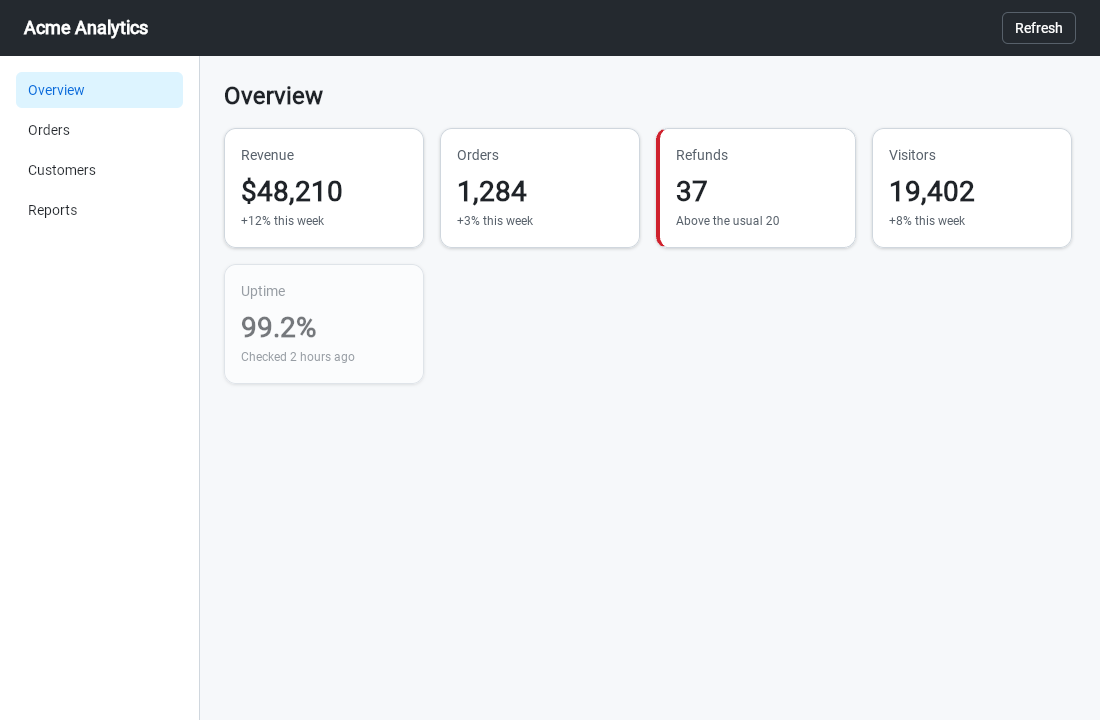 Acme Analytics
Refresh
Overview
Orders
Customers
Reports
Overview
Revenue
$48,210
+12% this week
Orders
1,284
+3% this week
Refunds
37
Above the usual 20
Visitors
19,402
+8% this week
Uptime
99.2%
Checked 2 hours ago